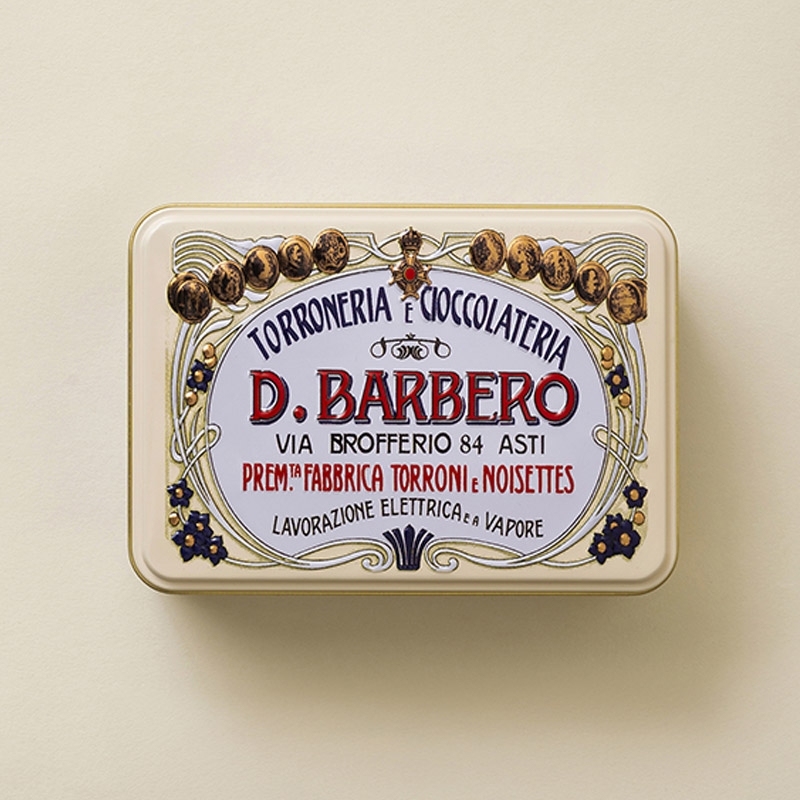 TORRONERIA E CIOCCOLATERIA
D. BARBERO
VIA BROFFERIO 84 ASTI
PREM.TA FABBRICA TORRONI E NOISETTES
LAVORAZIONE ELETTRICA E A VAPORE